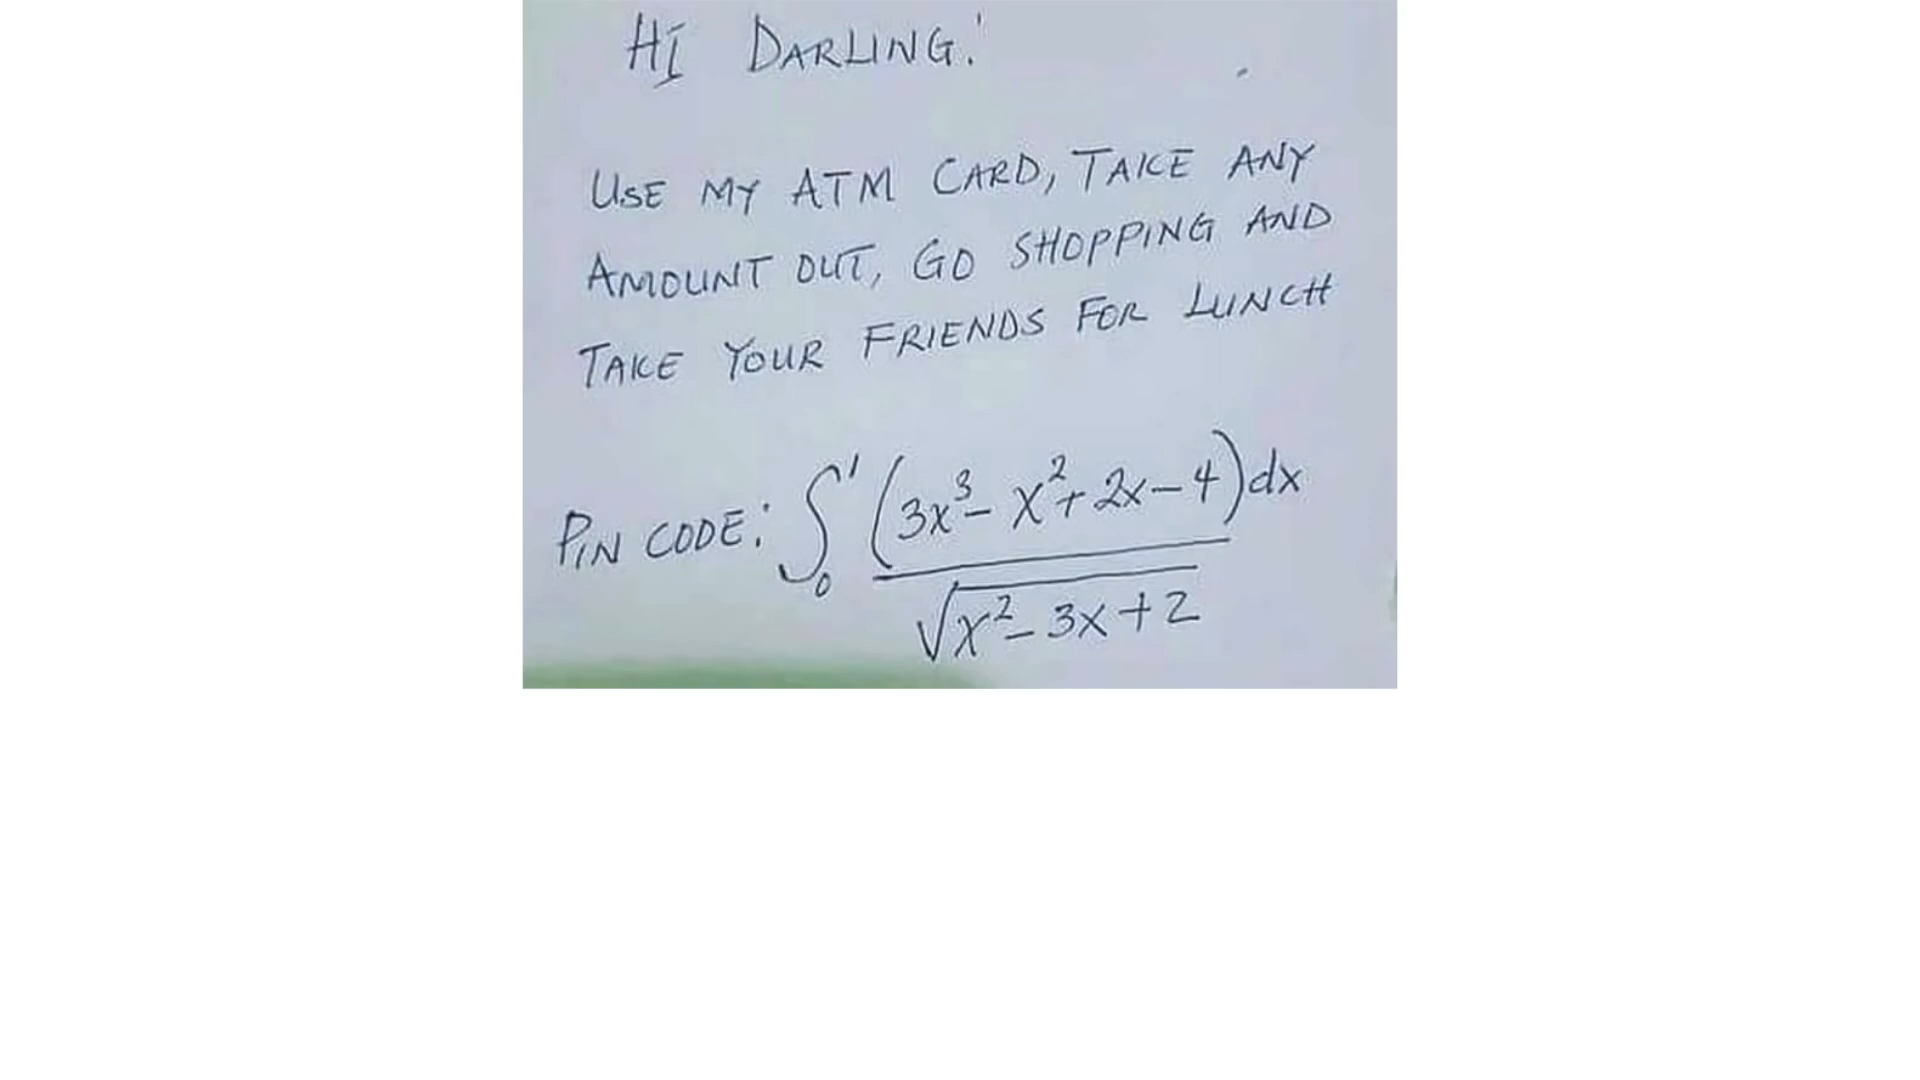 HI DARLING!
USE MY ATM CARD, TAKE ANY
AMOUNT OUT, GO SHOPPING AND
TAKE YOUR FRIENDS FOR LUNCH
PIN CODE: ∫₀¹ (3x³ - x² + 2x - 4)dx
√x² - 3x + 2